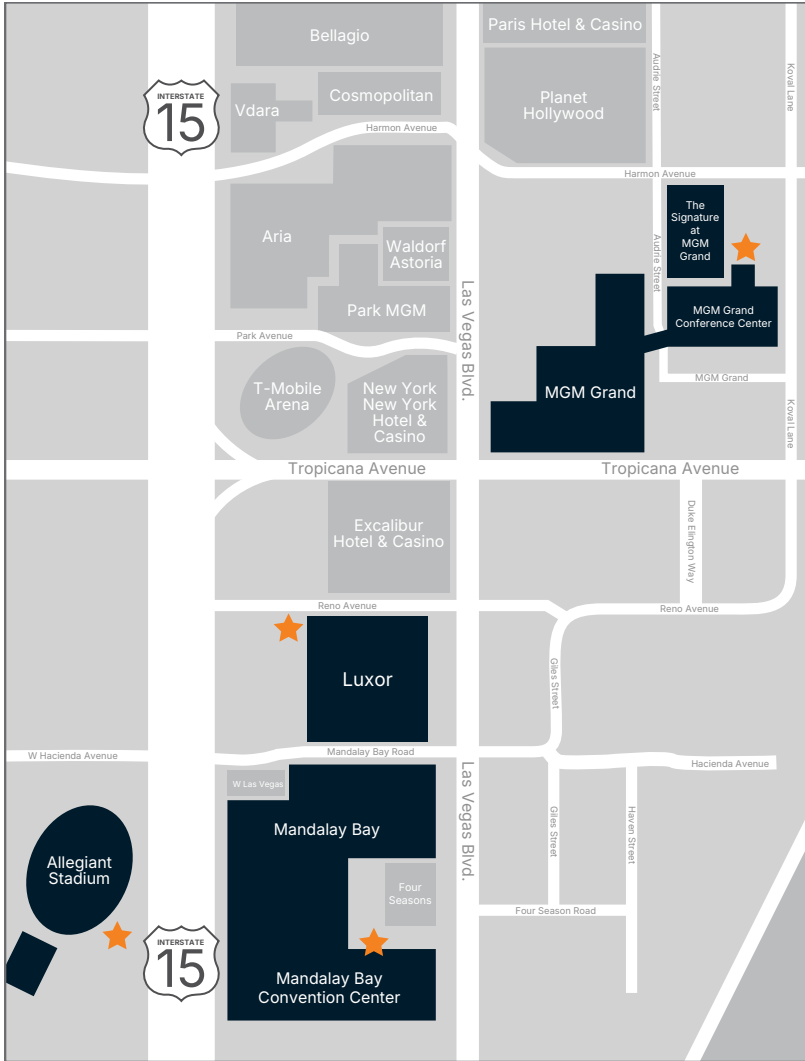 Bellagio
Paris Hotel & Casino
Audrie Street
Koval Lane
INTERSTATE
15
Vdara
Cosmopolitan
Planet
Hollywood
Harmon Avenue
Harmon Avenue
Aria
Waldorf
Astoria
The
Signature
at
MGM
Grand
Audrie Street
Park MGM
Las Vegas Blvd.
MGM Grand
Conference Center
Park Avenue
T-Mobile
Arena
New York
New York
Hotel &
Casino
MGM Grand
MGM Grand
Koval Lane
Tropicana Avenue
Tropicana Avenue
Excalibur
Hotel & Casino
Duke Elington Way
Reno Avenue
Reno Avenue
Luxor
Giles Street
W Hacienda Avenue
Mandalay Bay Road
Hacienda Avenue
W Las Vegas
Las Vegas Blvd.
Giles Street
Haven Street
Mandalay Bay
Allegiant
Stadium
Four
Seasons
Four Season Road
INTERSTATE
15
Mandalay Bay
Convention Center